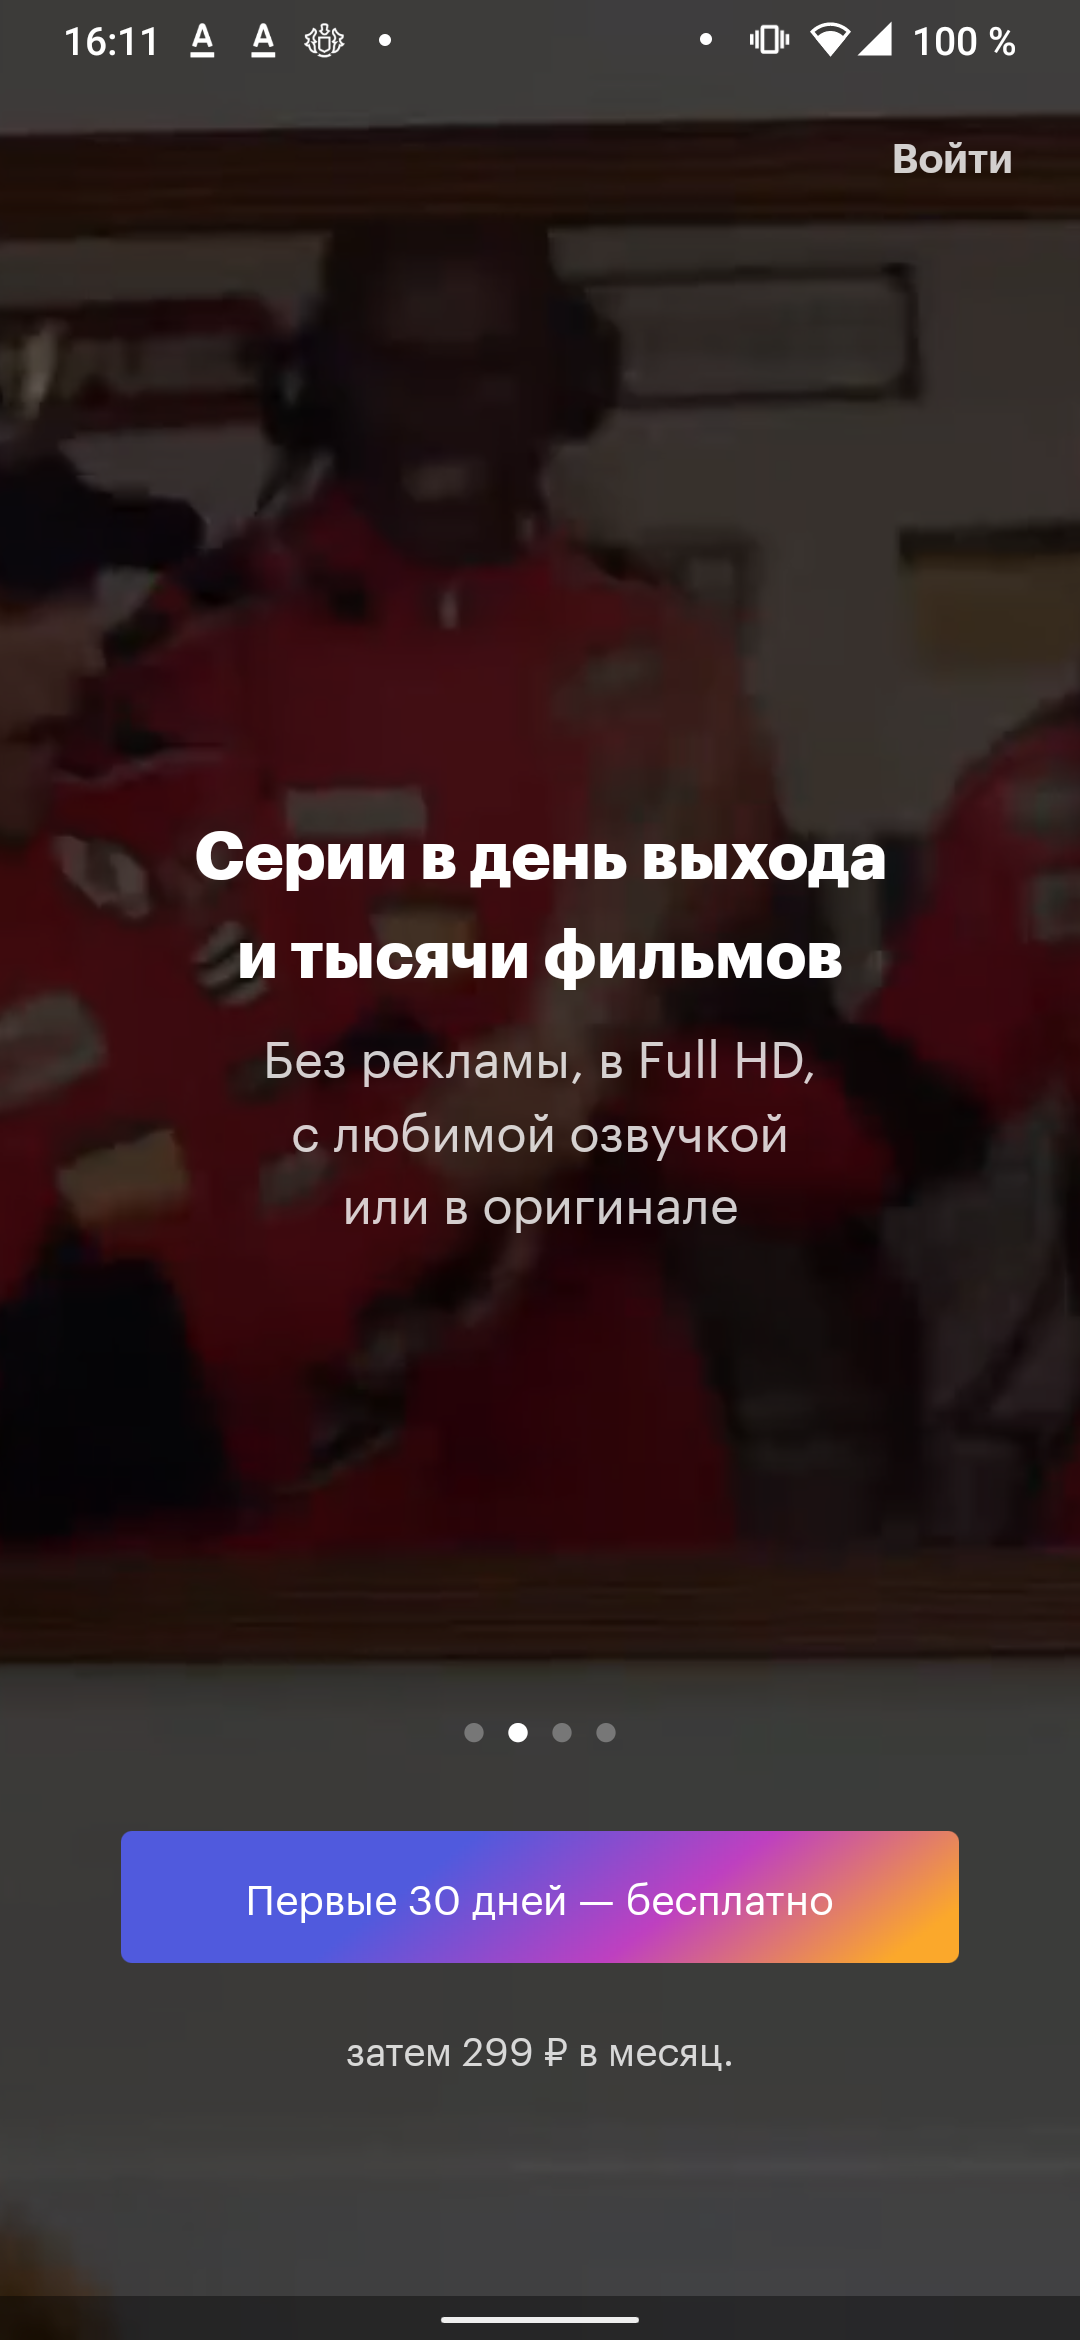 16:11 A A 100 %
Войти
Серии в день выхода
и тысячи фильмов
Без рекламы, в Full HD,
с любимой озвучкой
или в оригинале
Первые 30 дней — бесплатно
затем 299 ₽ в месяц.